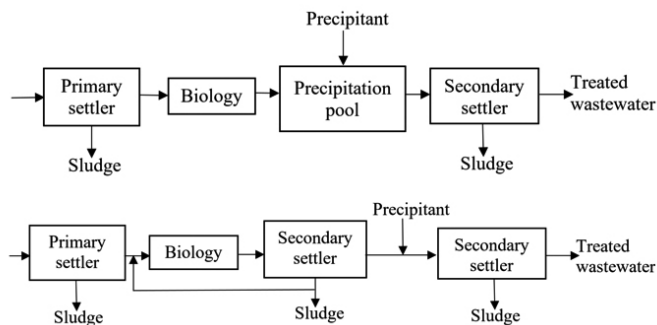 Precipitant
Primary
settler
Biology
Precipitation
pool
Secondary
settler
Treated
wastewater
Sludge
Sludge
Precipitant
Primary
settler
Biology
Secondary
settler
Secondary
settler
Treated
wastewater
Sludge
Sludge
Sludge